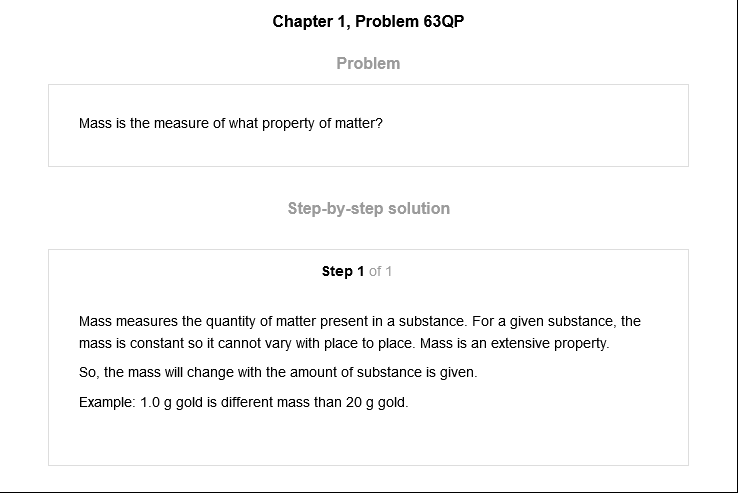 Chapter 1, Problem 63QP
Problem
Mass is the measure of what property of matter?
Step-by-step solution
Step 1 of 1
Mass measures the quantity of matter present in a substance. For a given substance, the
mass is constant so it cannot vary with place to place. Mass is an extensive property.
So, the mass will change with the amount of substance is given.
Example: 1.0 g gold is different mass than 20 g gold.